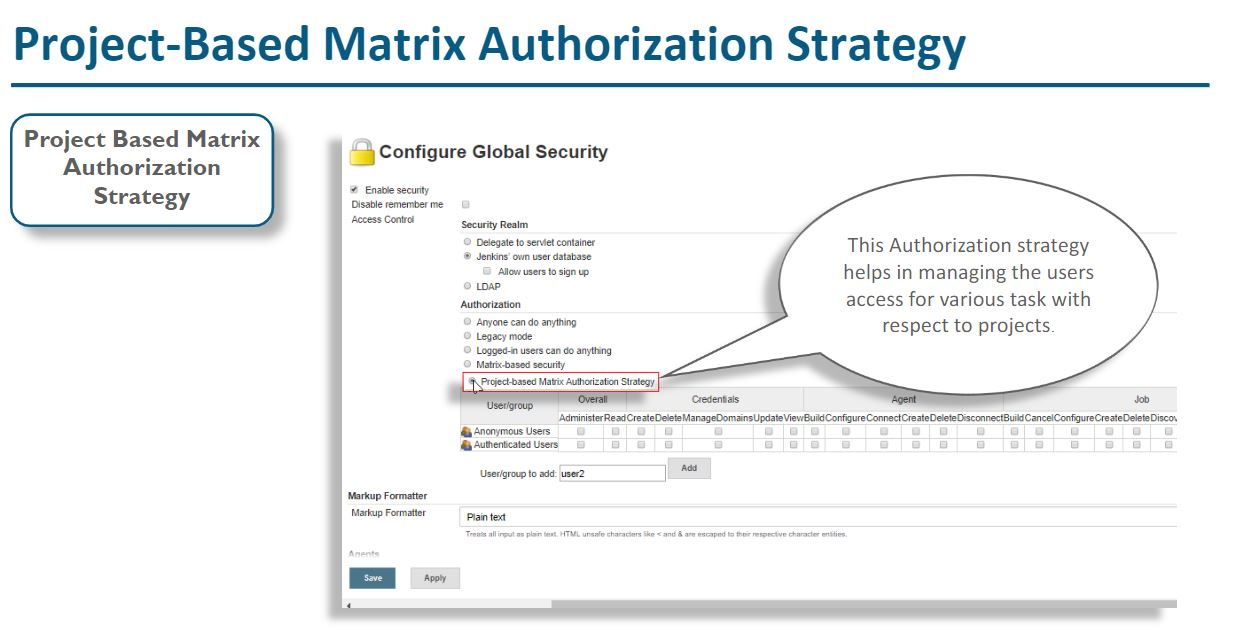 Project-Based Matrix Authorization Strategy
Project Based Matrix
Authorization
Strategy
Configure Global Security
Enable security
Disable remember me
Access Control
Security Realm
Delegate to servlet container
Jenkins' own user database
Allow users to sign up
LDAP
Authorization
Anyone can do anything
Legacy mode
Logged-in users can do anything
Matrix-based security
Project-based Matrix Authorization Strategy
This Authorization strategy
helps in managing the users
access for various task with
respect to projects.
User/group Overall Credentials Agent Job
Administer Read Create Delete ManageDomains Update View Build Configure Connect Create Delete Disconnect Build Cancel Configure Create Delete Discov
Anonymous Users
Authenticated Users
User/group to add: user2 Add
Markup Formatter
Markup Formatter Plain text
Treats all input as plain text. HTML unsafe characters like < and & are escaped to their respective character entities.
Agents
Save Apply